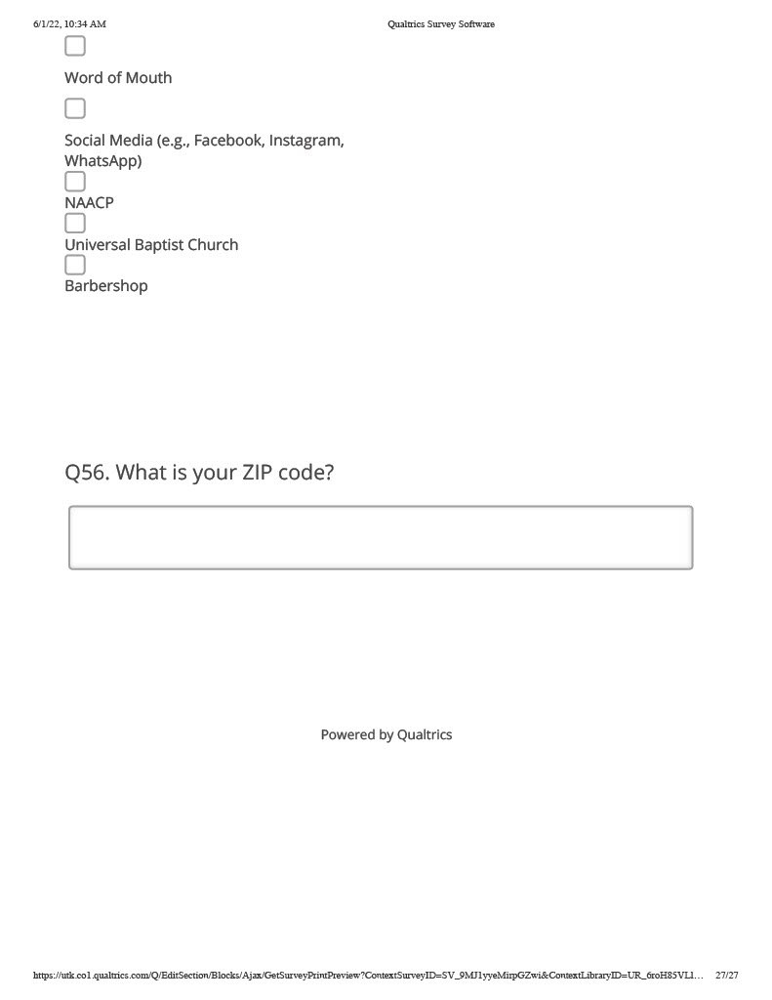 6/1/22, 10:34 AM
Qualtrics Survey Software
Word of Mouth
Social Media (e.g., Facebook, Instagram,
WhatsApp)
NAACP
Universal Baptist Church
Barbershop
Q56. What is your ZIP code?
Powered by Qualtrics
https://utk.co1.qualtrics.com/Q/EditSection/Blocks/Ajax/GetSurveyPrintPreview?ContextSurveyID=SV_9MJ1yyeMirpGZwi&ContextLibraryID=UR_6roH85VLl… 27/27